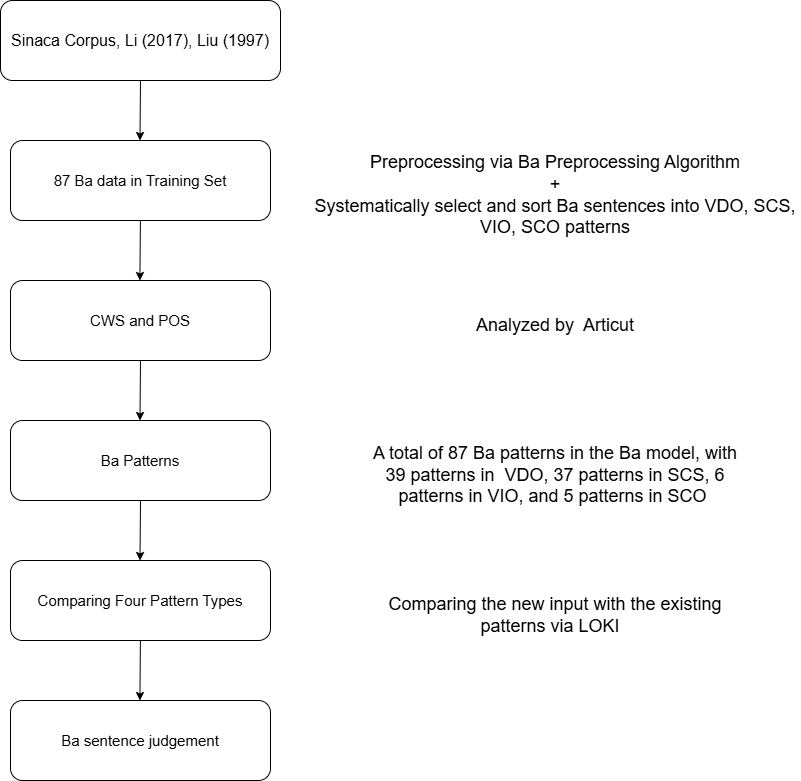 Sinaca Corpus, Li (2017), Liu (1997)
87 Ba data in Training Set
Preprocessing via Ba Preprocessing Algorithm
+
Systematically select and sort Ba sentences into VDO, SCS,
VIO, SCO patterns
CWS and POS
Analyzed by Articut
Ba Patterns
A total of 87 Ba patterns in the Ba model, with
39 patterns in VDO, 37 patterns in SCS, 6
patterns in VIO, and 5 patterns in SCO
Comparing Four Pattern Types
Comparing the new input with the existing
patterns via LOKI
Ba sentence judgement